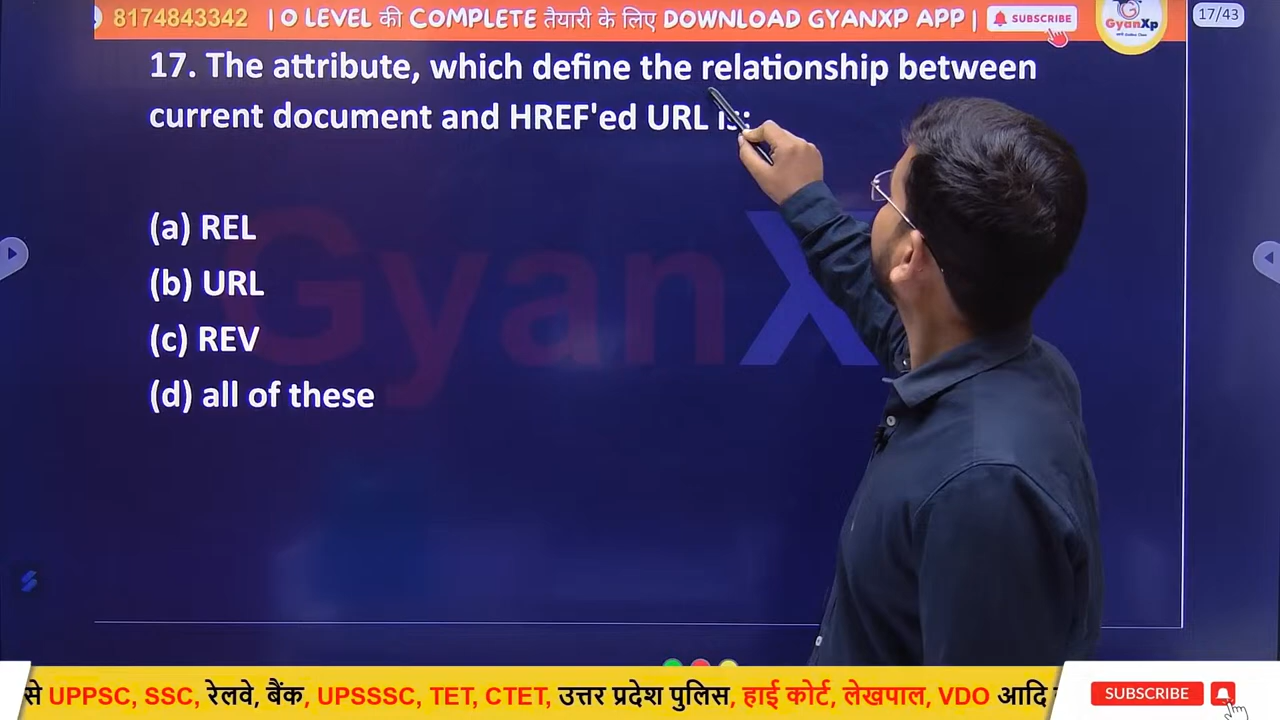 8174843342 | O LEVEL की COMPLETE तैयारी के लिए DOWNLOAD GYANXP APP | SUBSCRIBE
GyanXp
17/43
17. The attribute, which define the relationship between
current document and HREF'ed URL is:
(a) REL
(b) URL
(c) REV
(d) all of these
GyanX
से UPPSC, SSC, रेलवे, बैंक, UPSSSC, TET, CTET, उत्तर प्रदेश पुलिस, हाई कोर्ट, लेखपाल, VDO आदि
SUBSCRIBE